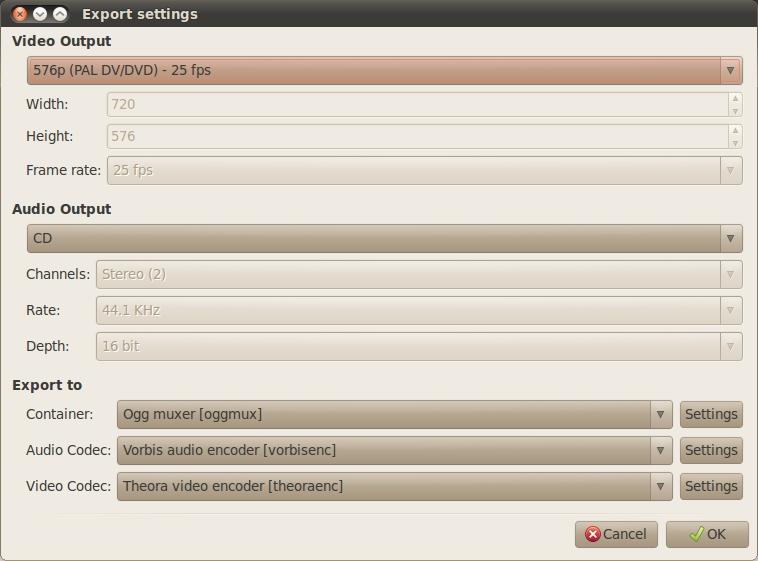 Export settings
Video Output
576p (PAL DV/DVD) - 25 fps
Width: 720
Height: 576
Frame rate: 25 fps
Audio Output
CD
Channels: Stereo (2)
Rate: 44.1 KHz
Depth: 16 bit
Export to
Container: Ogg muxer [oggmux] Settings
Audio Codec: Vorbis audio encoder [vorbisenc] Settings
Video Codec: Theora video encoder [theoraenc] Settings
Cancel OK